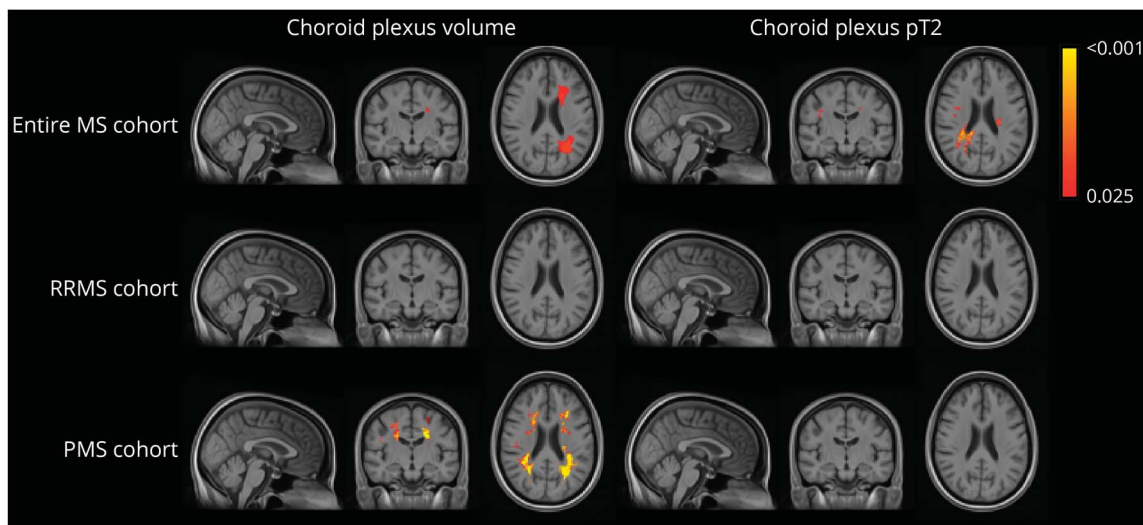 Choroid plexus volume
Choroid plexus pT2
<0.001
Entire MS cohort
0.025
RRMS cohort
PMS cohort